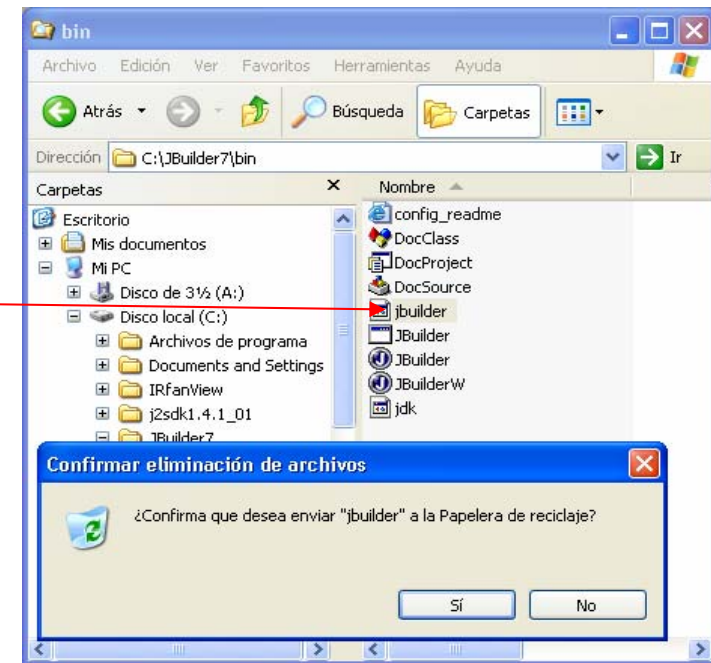 bin
Archivo Edición Ver Favoritos Herramientas Ayuda
Atrás Búsqueda Carpetas
Dirección C:\JBuilder7\bin Ir
Carpetas
Escritorio
Mis documentos
Mi PC
Disco de 3½ (A:)
Disco local (C:)
Archivos de programa
Documents and Settings
IRfanView
j2sdk1.4.1_01
JBuilder7
Nombre
config_readme
DocClass
DocProject
DocSource
jbuilder
JBuilder
JBuilder
JBuilderW
jdk
Confirmar eliminación de archivos
¿Confirma que desea enviar "jbuilder" a la Papelera de reciclaje?
Sí No